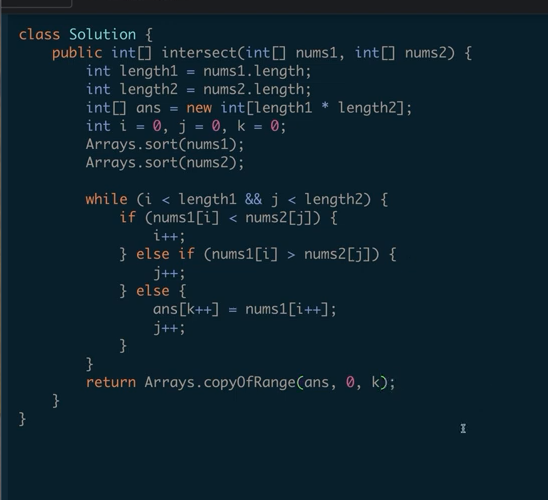 class Solution {
    public int[] intersect(int[] nums1, int[] nums2) {
        int length1 = nums1.length;
        int length2 = nums2.length;
        int[] ans = new int[length1 * length2];
        int i = 0, j = 0, k = 0;
        Arrays.sort(nums1);
        Arrays.sort(nums2);

        while (i < length1 && j < length2) {
            if (nums1[i] < nums2[j]) {
                i++;
            } else if (nums1[i] > nums2[j]) {
                j++;
            } else {
                ans[k++] = nums1[i++];
                j++;
            }
        }
        return Arrays.copyOfRange(ans, 0, k);
    }
}